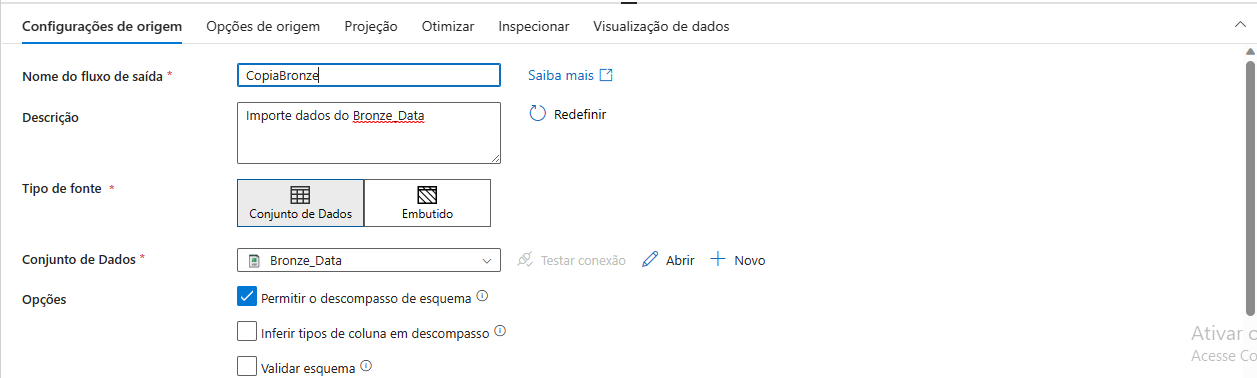 Configurações de origem Opções de origem Projeção Otimizar Inspecionar Visualização de dados
Nome do fluxo de saída * CopiaBronze Saiba mais
Descrição Importe dados do Bronze_Data Redefinir
Tipo de fonte *
Conjunto de Dados Embutido
Conjunto de Dados * Bronze_Data Testar conexão Abrir Novo
Opções Permitir o descompasso de esquema
Inferir tipos de coluna em descompasso
Validar esquema
Ativar
Acesse